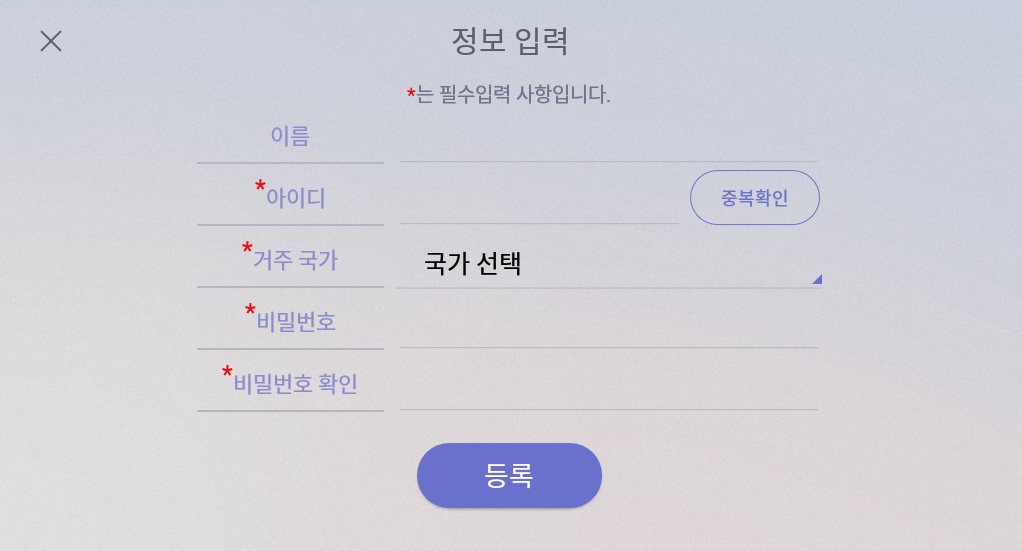 정보 입력
*는 필수입력 사항입니다.
이름
*아이디
중복확인
*거주 국가
국가 선택
*비밀번호
*비밀번호 확인
등록